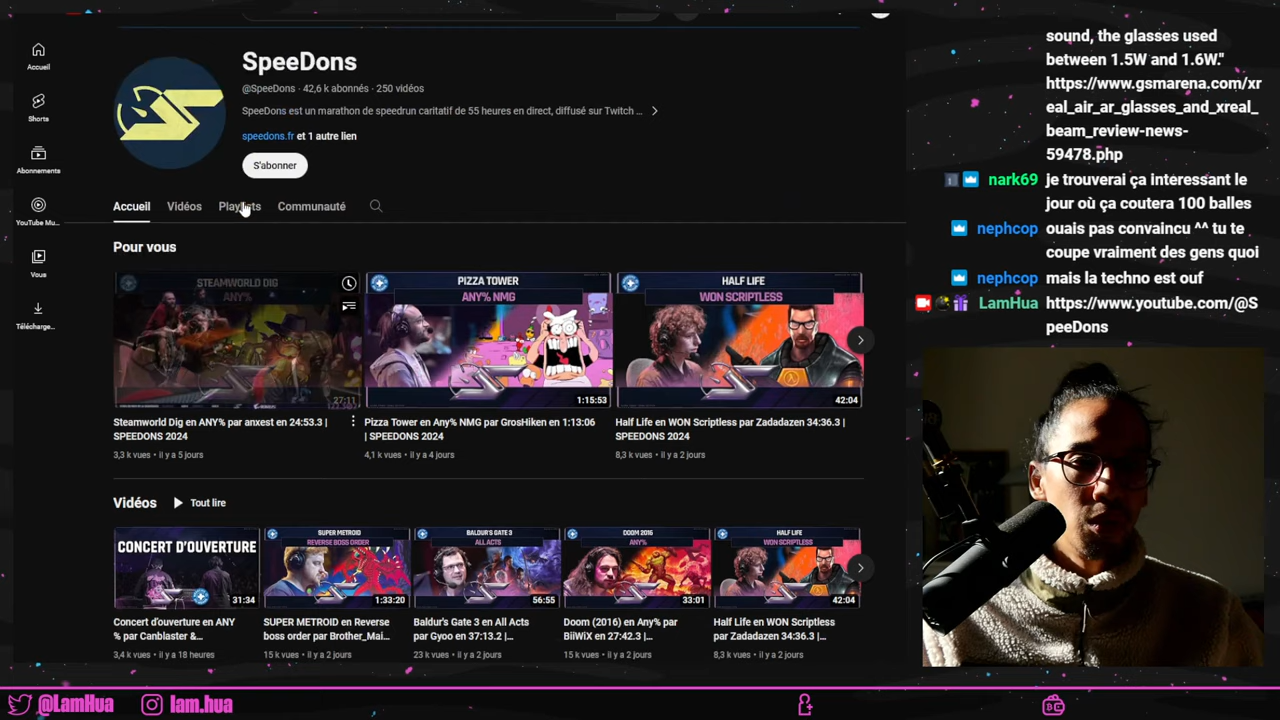 SpeeDons
@SpeeDons · 42,6 k abonnés · 250 vidéos
SpeeDons est un marathon de speedrun caritatif de 55 heures en direct, diffusé sur Twitch ...
speedons.fr et 1 autre lien
S'abonner
Accueil
Shorts
Abonnements
YouTube Mu...
Vous
Télécharge...
Accueil Vidéos Playlists Communauté
Pour vous
STEAMWORLD DIG
ANY%
27:11
PIZZA TOWER
ANY% NMG
1:15:53
HALF LIFE
WON SCRIPTLESS
42:04
Steamworld Dig en ANY% par anxest en 24:53.3 |
SPEEDONS 2024
3,3 k vues • il y a 5 jours
Pizza Tower en Any% NMG par GrosHiken en 1:13:06
| SPEEDONS 2024
4,1 k vues • il y a 4 jours
Half Life en WON Scriptless par Zadadazen 34:36.3 |
SPEEDONS 2024
8,3 k vues • il y a 2 jours
Vidéos Tout lire
CONCERT D'OUVERTURE
31:34
SUPER METROID
REVERSE BOSS ORDER
1:33:20
BALDUR'S GATE 3
ALL ACTS
56:55
DOOM 2016
ANY%
33:01
HALF LIFE
WON SCRIPTLESS
42:04
Concert d'ouverture en ANY
% par Canblaster &...
3,4 k vues • il y a 18 heures
SUPER METROID en Reverse
boss order par Brother_Mai...
15 k vues • il y a 2 jours
Baldur's Gate 3 en All Acts
par Gyoo en 37:13.2 |...
23 k vues • il y a 2 jours
Doom (2016) en Any% par
BiiWiX en 27:42.3 |...
15 k vues • il y a 2 jours
Half Life en WON Scriptless
par Zadadazen 34:36.3 |...
8,3 k vues • il y a 2 jours
sound, the glasses used
between 1.5W and 1.6W."
https://www.gsmarena.com/xr
eal_air_ar_glasses_and_xreal_
beam_review-news-
59478.php
nark69 je trouverai ça intéressant le
jour où ça coutera 100 balles
nephcop ouais pas convaincu ^^ tu te
coupe vraiment des gens quoi
nephcop mais la techno est ouf
LamHua https://www.youtube.com/@S
peeDons
@LamHua lam.hua